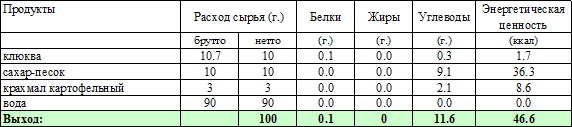 Продукты Расход сырья (г.) Белки Жиры Углеводы Энергетическая ценность
брутто нетто (г.) (г.) (г.) (ккал)
клюква 10.7 10 0.1 0.0 0.3 1.7
сахар-песок 10 10 0.0 0.0 9.1 36.3
крахмал картофельный 3 3 0.0 0.0 2.1 8.6
вода 90 90 0.0 0.0 0.0 0.0
Выход: 100 0.1 0 11.6 46.6